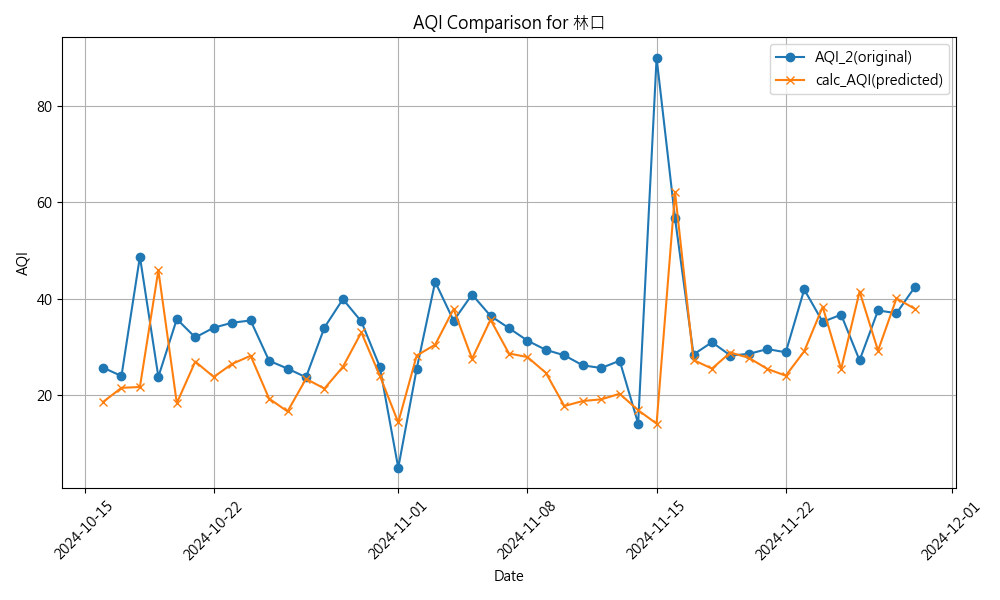 AQI Comparison for 林口
AQI_2(original)
calc_AQI(predicted)
AQI
80
60
40
20
2024-10-15
2024-10-22
2024-11-01
2024-11-08
2024-11-15
2024-11-22
2024-12-01
Date